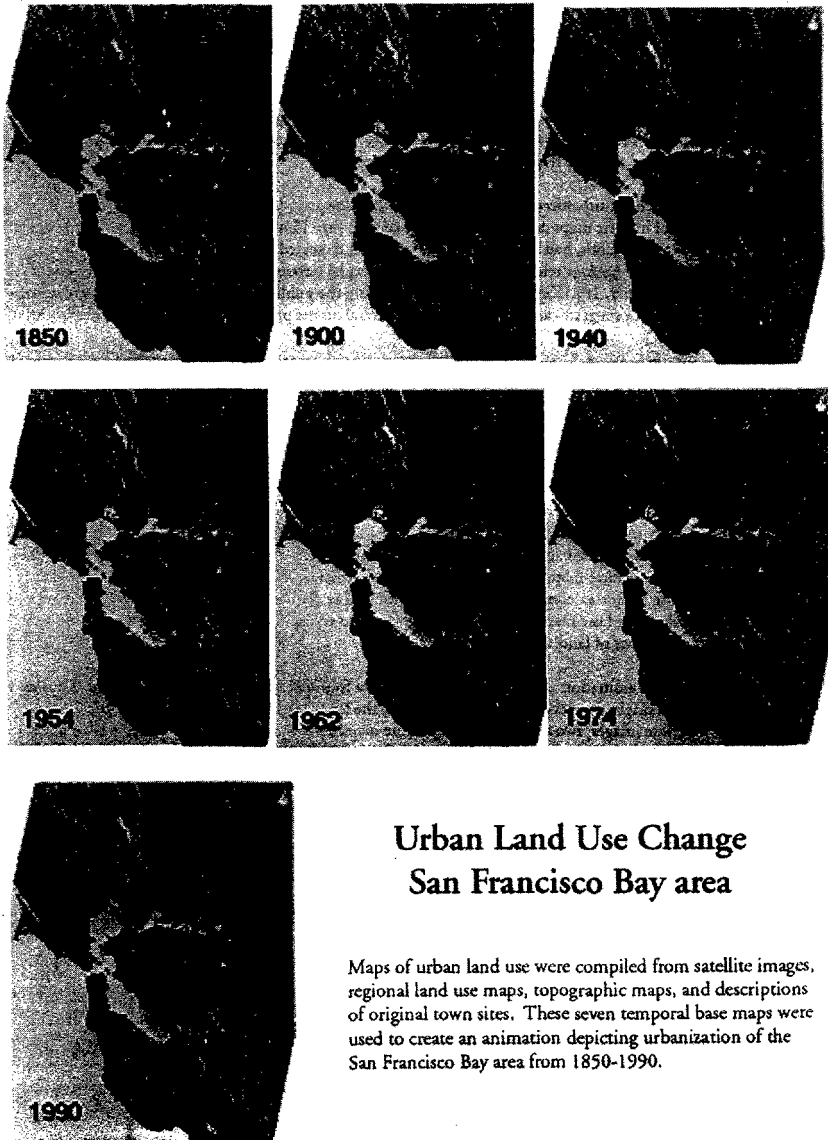 1850
1900
1940
1954
1962
1974
1990
Urban Land Use Change
San Francisco Bay area
Maps of urban land use were compiled from satellite images,
regional land use maps, topographic maps, and descriptions
of original town sites. These seven temporal base maps were
used to create an animation depicting urbanization of the
San Francisco Bay area from 1850-1990.